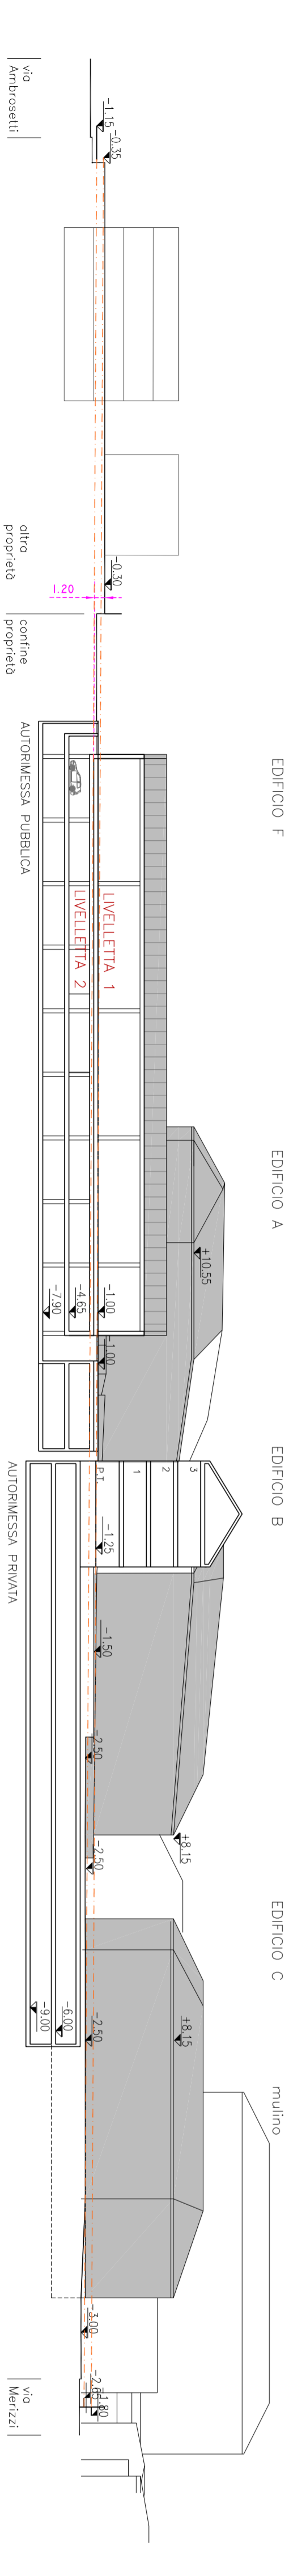 EDIFICIO F
EDIFICIO A
EDIFICIO B
EDIFICIO C
mulino
+10.55
+8.15
+8.15
3
2
1
P.T.
-1.15
-0.35
-0.30
1.20
LIVELLETTA 1
LIVELLETTA 2
-1.00
-4.65
-7.90
-1.00
-1.25
-1.50
-2.50
-2.50
-2.50
-6.00
-9.00
-3.00
-2.65
-1.80
via
Ambrosetti
altra
proprietà
confine
proprietà
AUTORIMESSA PUBBLICA
AUTORIMESSA PRIVATA
via
Merizzi